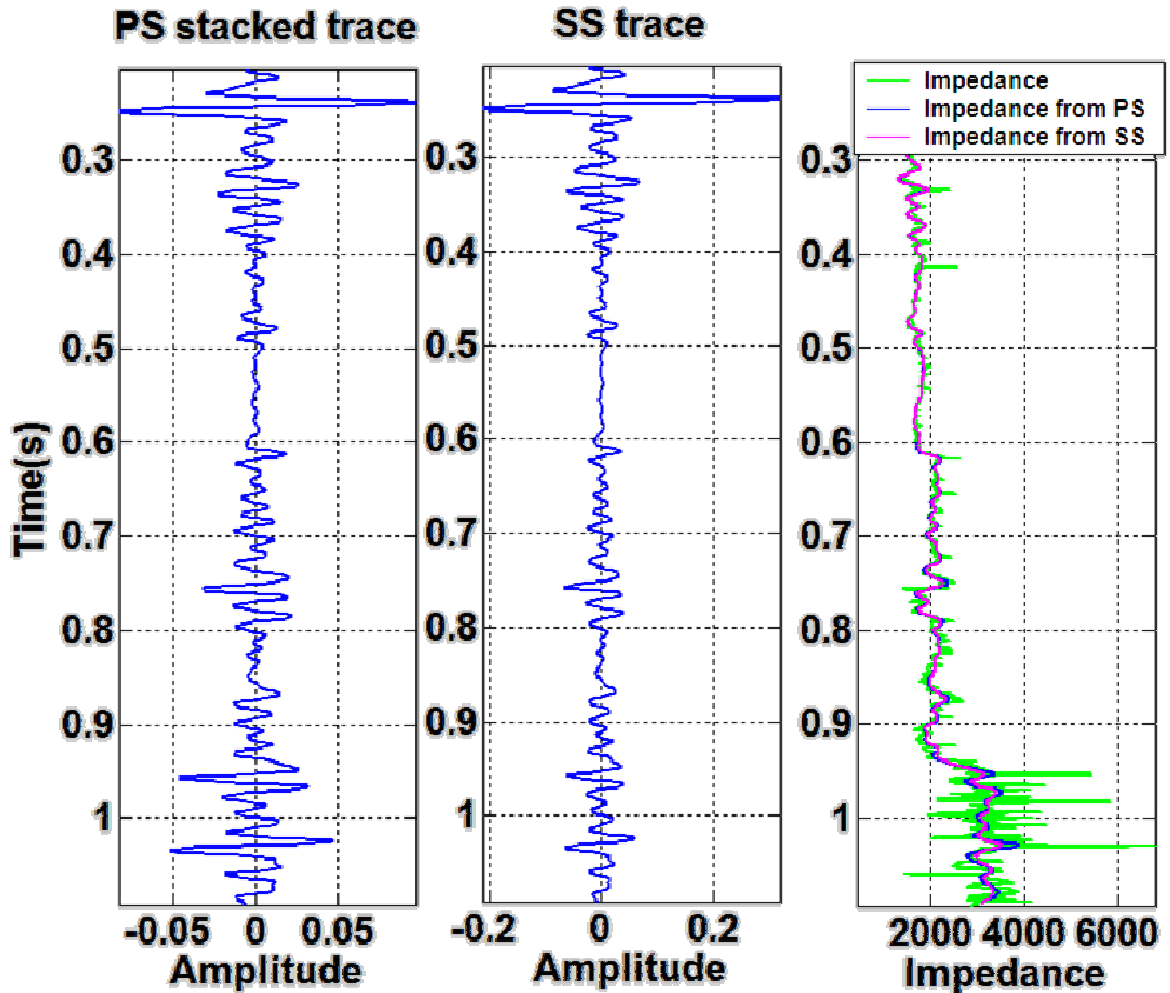 PS stacked trace
SS trace
Impedance
Impedance from PS
Impedance from SS
Time(s)
0.3
0.4
0.5
0.6
0.7
0.8
0.9
1
-0.05 0 0.05
Amplitude
0.3
0.4
0.5
0.6
0.7
0.8
0.9
1
-0.2 0 0.2
Amplitude
0.3
0.4
0.5
0.6
0.7
0.8
0.9
1
2000 4000 6000
Impedance